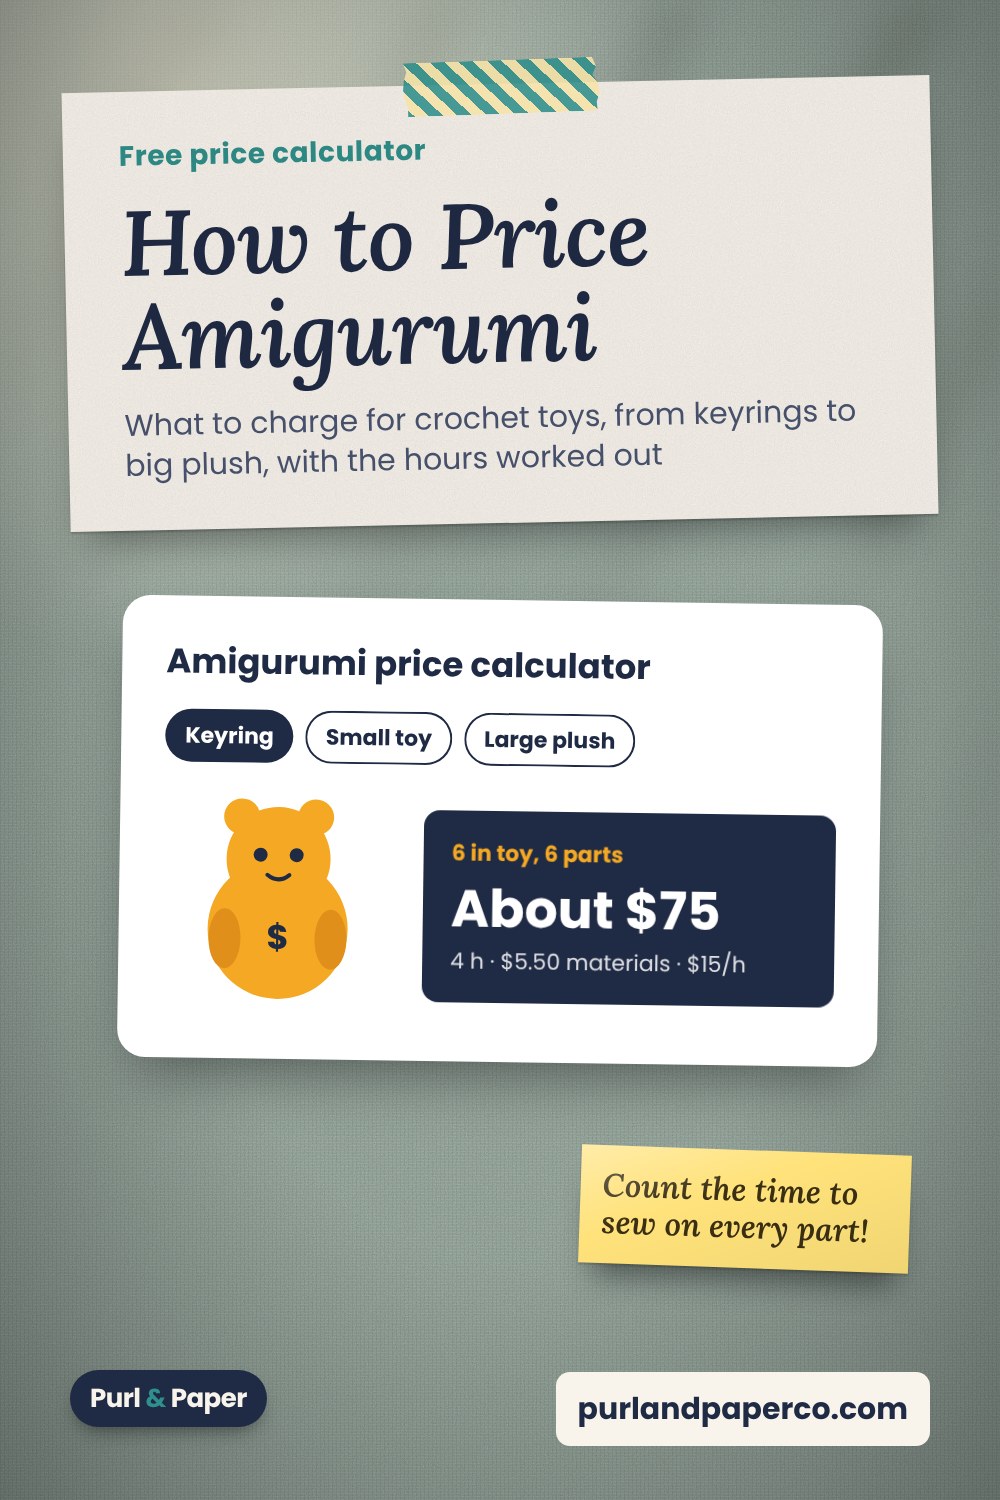 Free price calculator
How to Price
Amigurumi
What to charge for crochet toys, from keyrings to
big plush, with the hours worked out
Amigurumi price calculator
Keyring
Small toy
Large plush
$
6 in toy, 6 parts
About $75
4 h · $5.50 materials · $15/h
Count the time to
sew on every part!
Purl & Paper
purlandpaperco.com